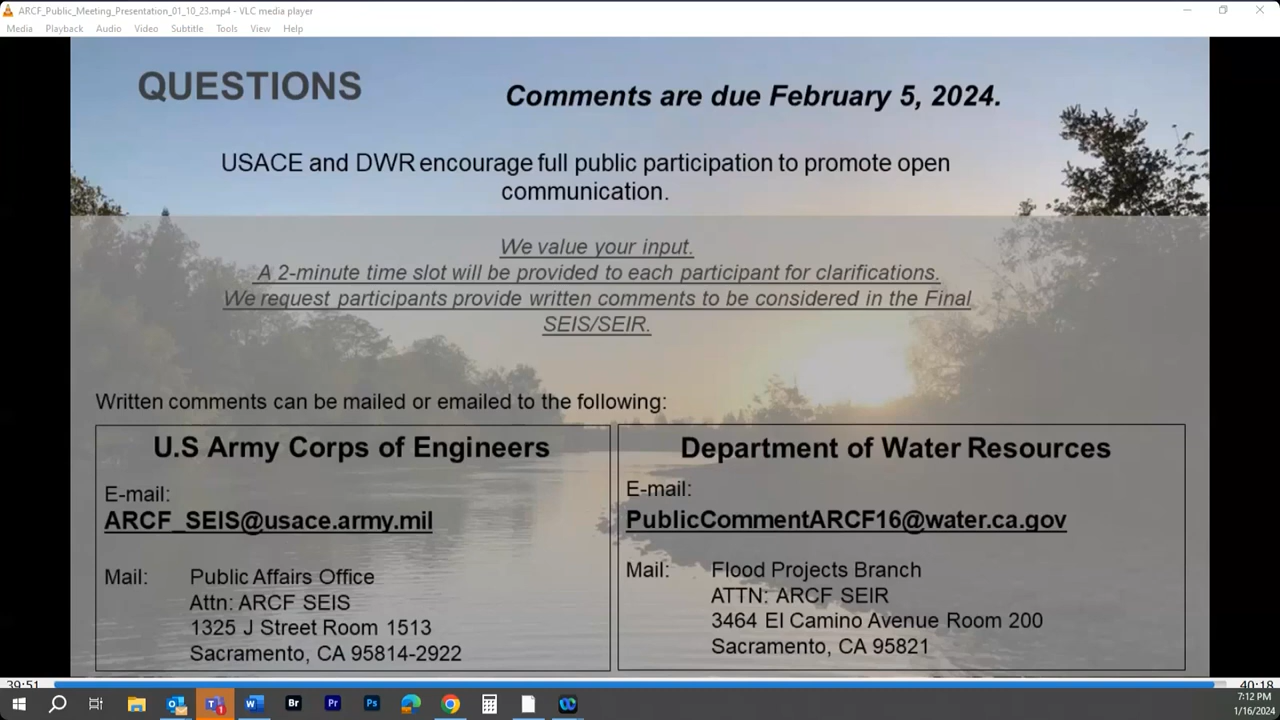 ARCF_Public_Meeting_Presentation_01_10_23.mp4 - VLC media player
Media Playback Audio Video Subtitle Tools View Help
QUESTIONS
Comments are due February 5, 2024.
USACE and DWR encourage full public participation to promote open
communication.
We value your input.
A 2-minute time slot will be provided to each participant for clarifications.
We request participants provide written comments to be considered in the Final
SEIS/SEIR.
Written comments can be mailed or emailed to the following:
U.S Army Corps of Engineers
E-mail:
ARCF_SEIS@usace.army.mil
Mail: Public Affairs Office
Attn: ARCF SEIS
1325 J Street Room 1513
Sacramento, CA 95814-2922
Department of Water Resources
E-mail:
PublicCommentARCF16@water.ca.gov
Mail: Flood Projects Branch
ATTN: ARCF SEIR
3464 El Camino Avenue Room 200
Sacramento, CA 95821
39:51
40:18
Br Pr Ps
7:12 PM
1/16/2024